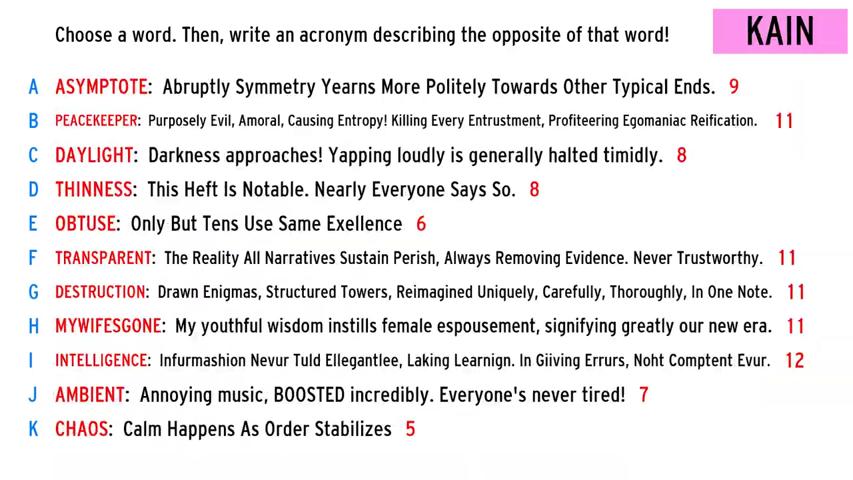 Choose a word. Then, write an acronym describing the opposite of that word!
KAIN
A ASYMPTOTE: Abruptly Symmetry Yearns More Politely Towards Other Typical Ends. 9
B PEACEKEEPER: Purposely Evil, Amoral, Causing Entropy! Killing Every Entrustment, Profiteering Egomaniac Reification. 11
C DAYLIGHT: Darkness approaches! Yapping loudly is generally halted timidly. 8
D THINNESS: This Heft Is Notable. Nearly Everyone Says So. 8
E OBTUSE: Only But Tens Use Same Exellence 6
F TRANSPARENT: The Reality All Narratives Sustain Perish, Always Removing Evidence. Never Trustworthy. 11
G DESTRUCTION: Drawn Enigmas, Structured Towers, Reimagined Uniquely, Carefully, Thoroughly, In One Note. 11
H MYWIFESGONE: My youthful wisdom instills female espousement, signifying greatly our new era. 11
I INTELLIGENCE: Infurmashion Nevur Tuld Ellegantlee, Laking Learnign. In Giiving Errurs, Noht Comptent Evur. 12
J AMBIENT: Annoying music, BOOSTED incredibly. Everyone's never tired! 7
K CHAOS: Calm Happens As Order Stabilizes 5